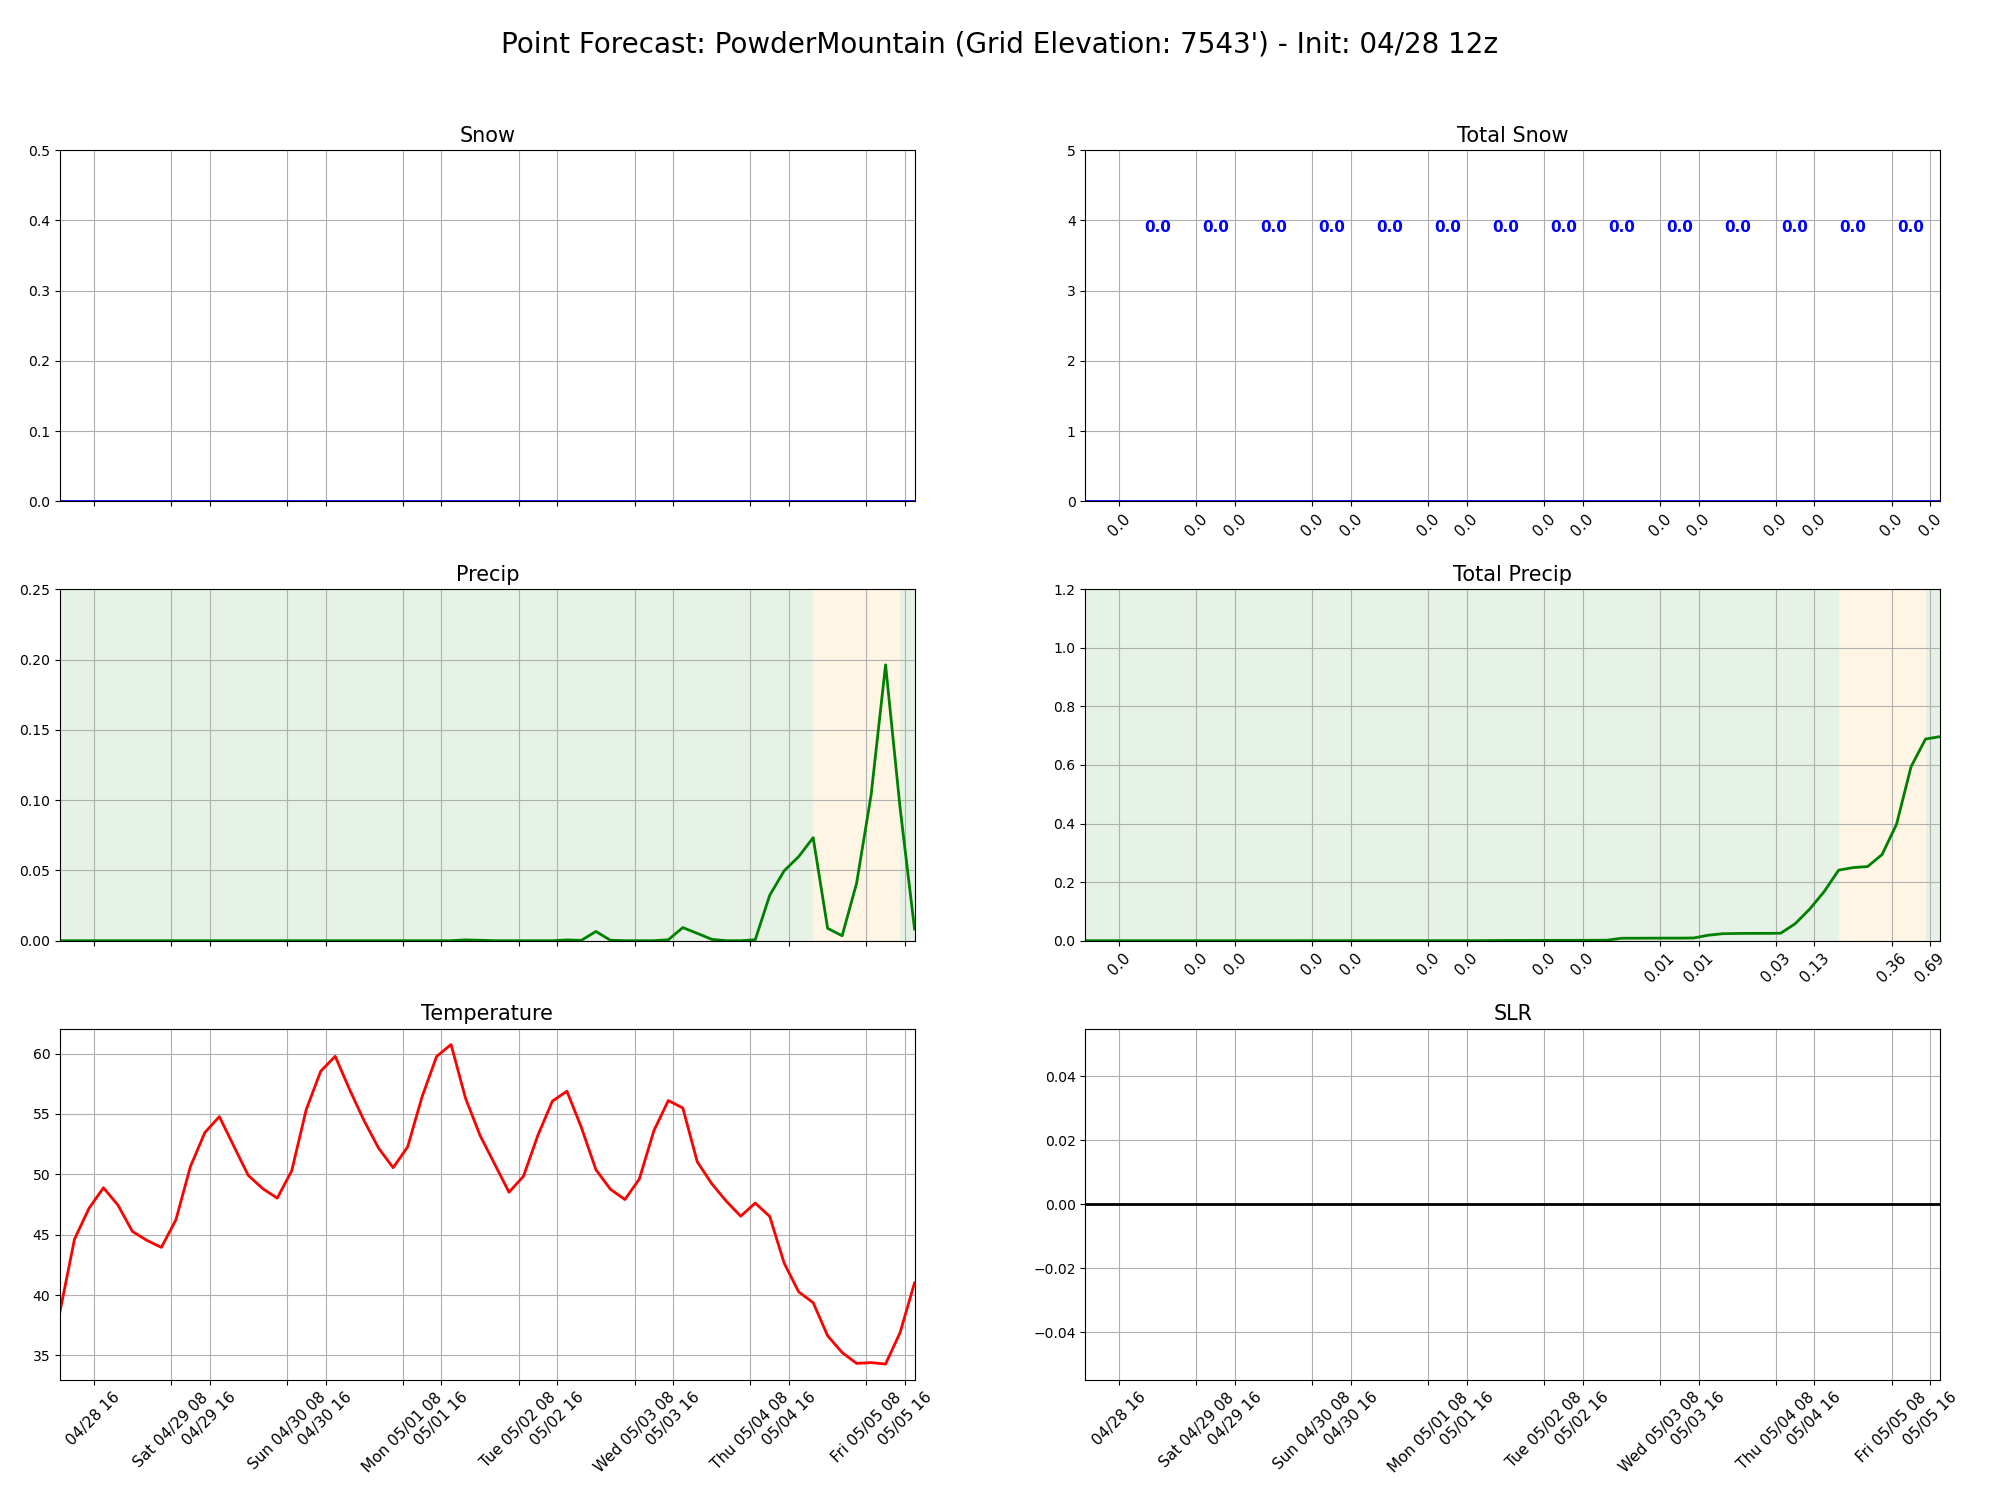 Point Forecast: PowderMountain (Grid Elevation: 7543') - Init: 04/28 12z
Snow
0.5
0.4
0.3
0.2
0.1
0.0
Total Snow
5
4
3
2
1
0
0.0 0.0 0.0 0.0 0.0 0.0 0.0 0.0 0.0 0.0 0.0 0.0 0.0 0.0
0.0 0.0 0.0 0.0 0.0 0.0 0.0 0.0 0.0 0.0 0.0 0.0 0.0 0.0 0.0
Precip
0.25
0.20
0.15
0.10
0.05
0.00
Total Precip
1.2
1.0
0.8
0.6
0.4
0.2
0.0
0.0 0.0 0.0 0.0 0.0 0.0 0.0 0.0 0.0 0.01 0.01 0.03 0.13 0.36 0.69
Temperature
60
55
50
45
40
35
04/28 16
Sat 04/29 08
04/29 16
Sun 04/30 08
04/30 16
Mon 05/01 08
05/01 16
Tue 05/02 08
05/02 16
Wed 05/03 08
05/03 16
Thu 05/04 08
05/04 16
Fri 05/05 08
05/05 16
SLR
0.04
0.02
0.00
−0.02
−0.04
04/28 16
Sat 04/29 08
04/29 16
Sun 04/30 08
04/30 16
Mon 05/01 08
05/01 16
Tue 05/02 08
05/02 16
Wed 05/03 08
05/03 16
Thu 05/04 08
05/04 16
Fri 05/05 08
05/05 16